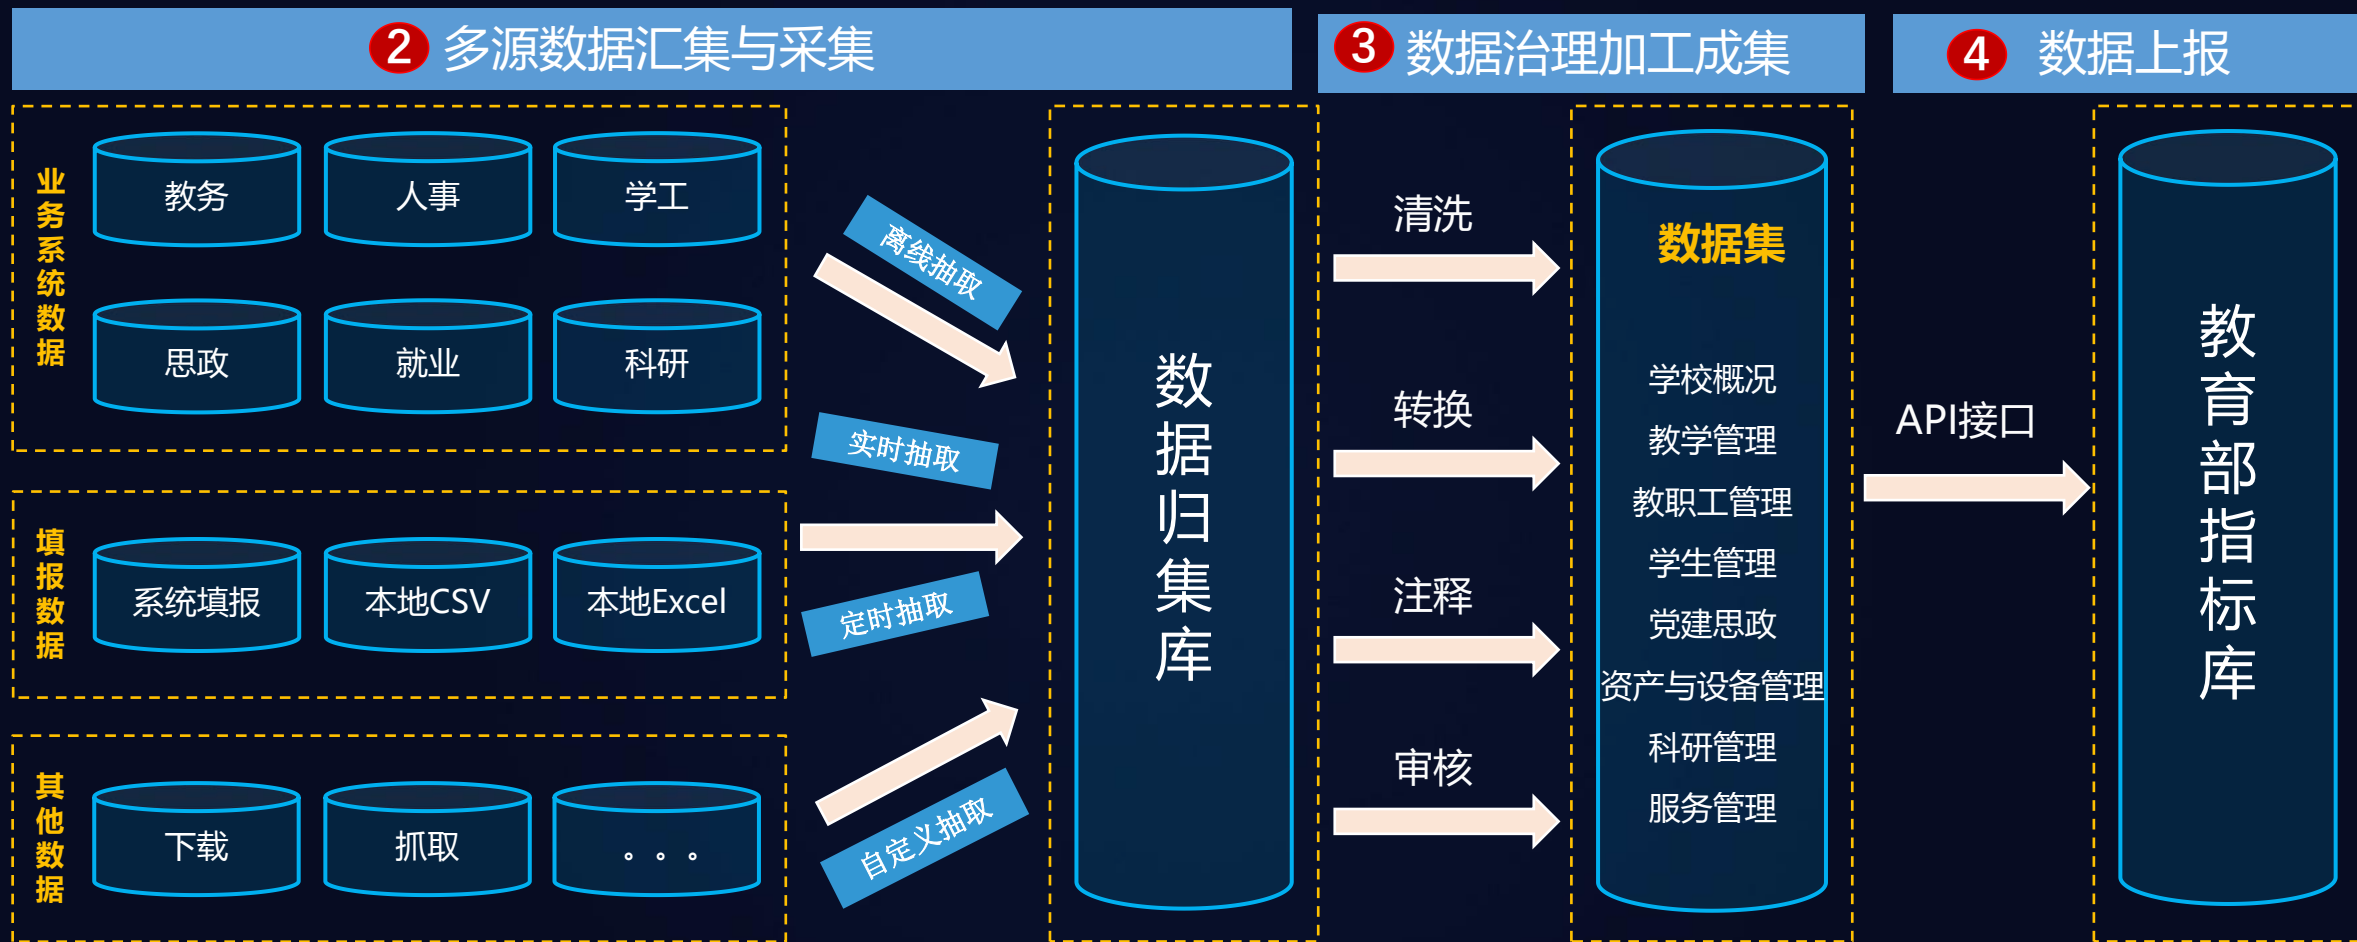 2 多源数据汇集与采集
3 数据治理加工成集
4 数据上报
业务系统数据
教务
人事
学工
思政
就业
科研
填报数据
系统填报
本地CSV
本地Excel
其他数据
下载
抓取
。。。
离线抽取
实时抽取
定时抽取
自定义抽取
数据归集库
清洗
转换
注释
审核
数据集
学校概况
教学管理
教职工管理
学生管理
党建思政
资产与设备管理
科研管理
服务管理
API接口
教育部指标库